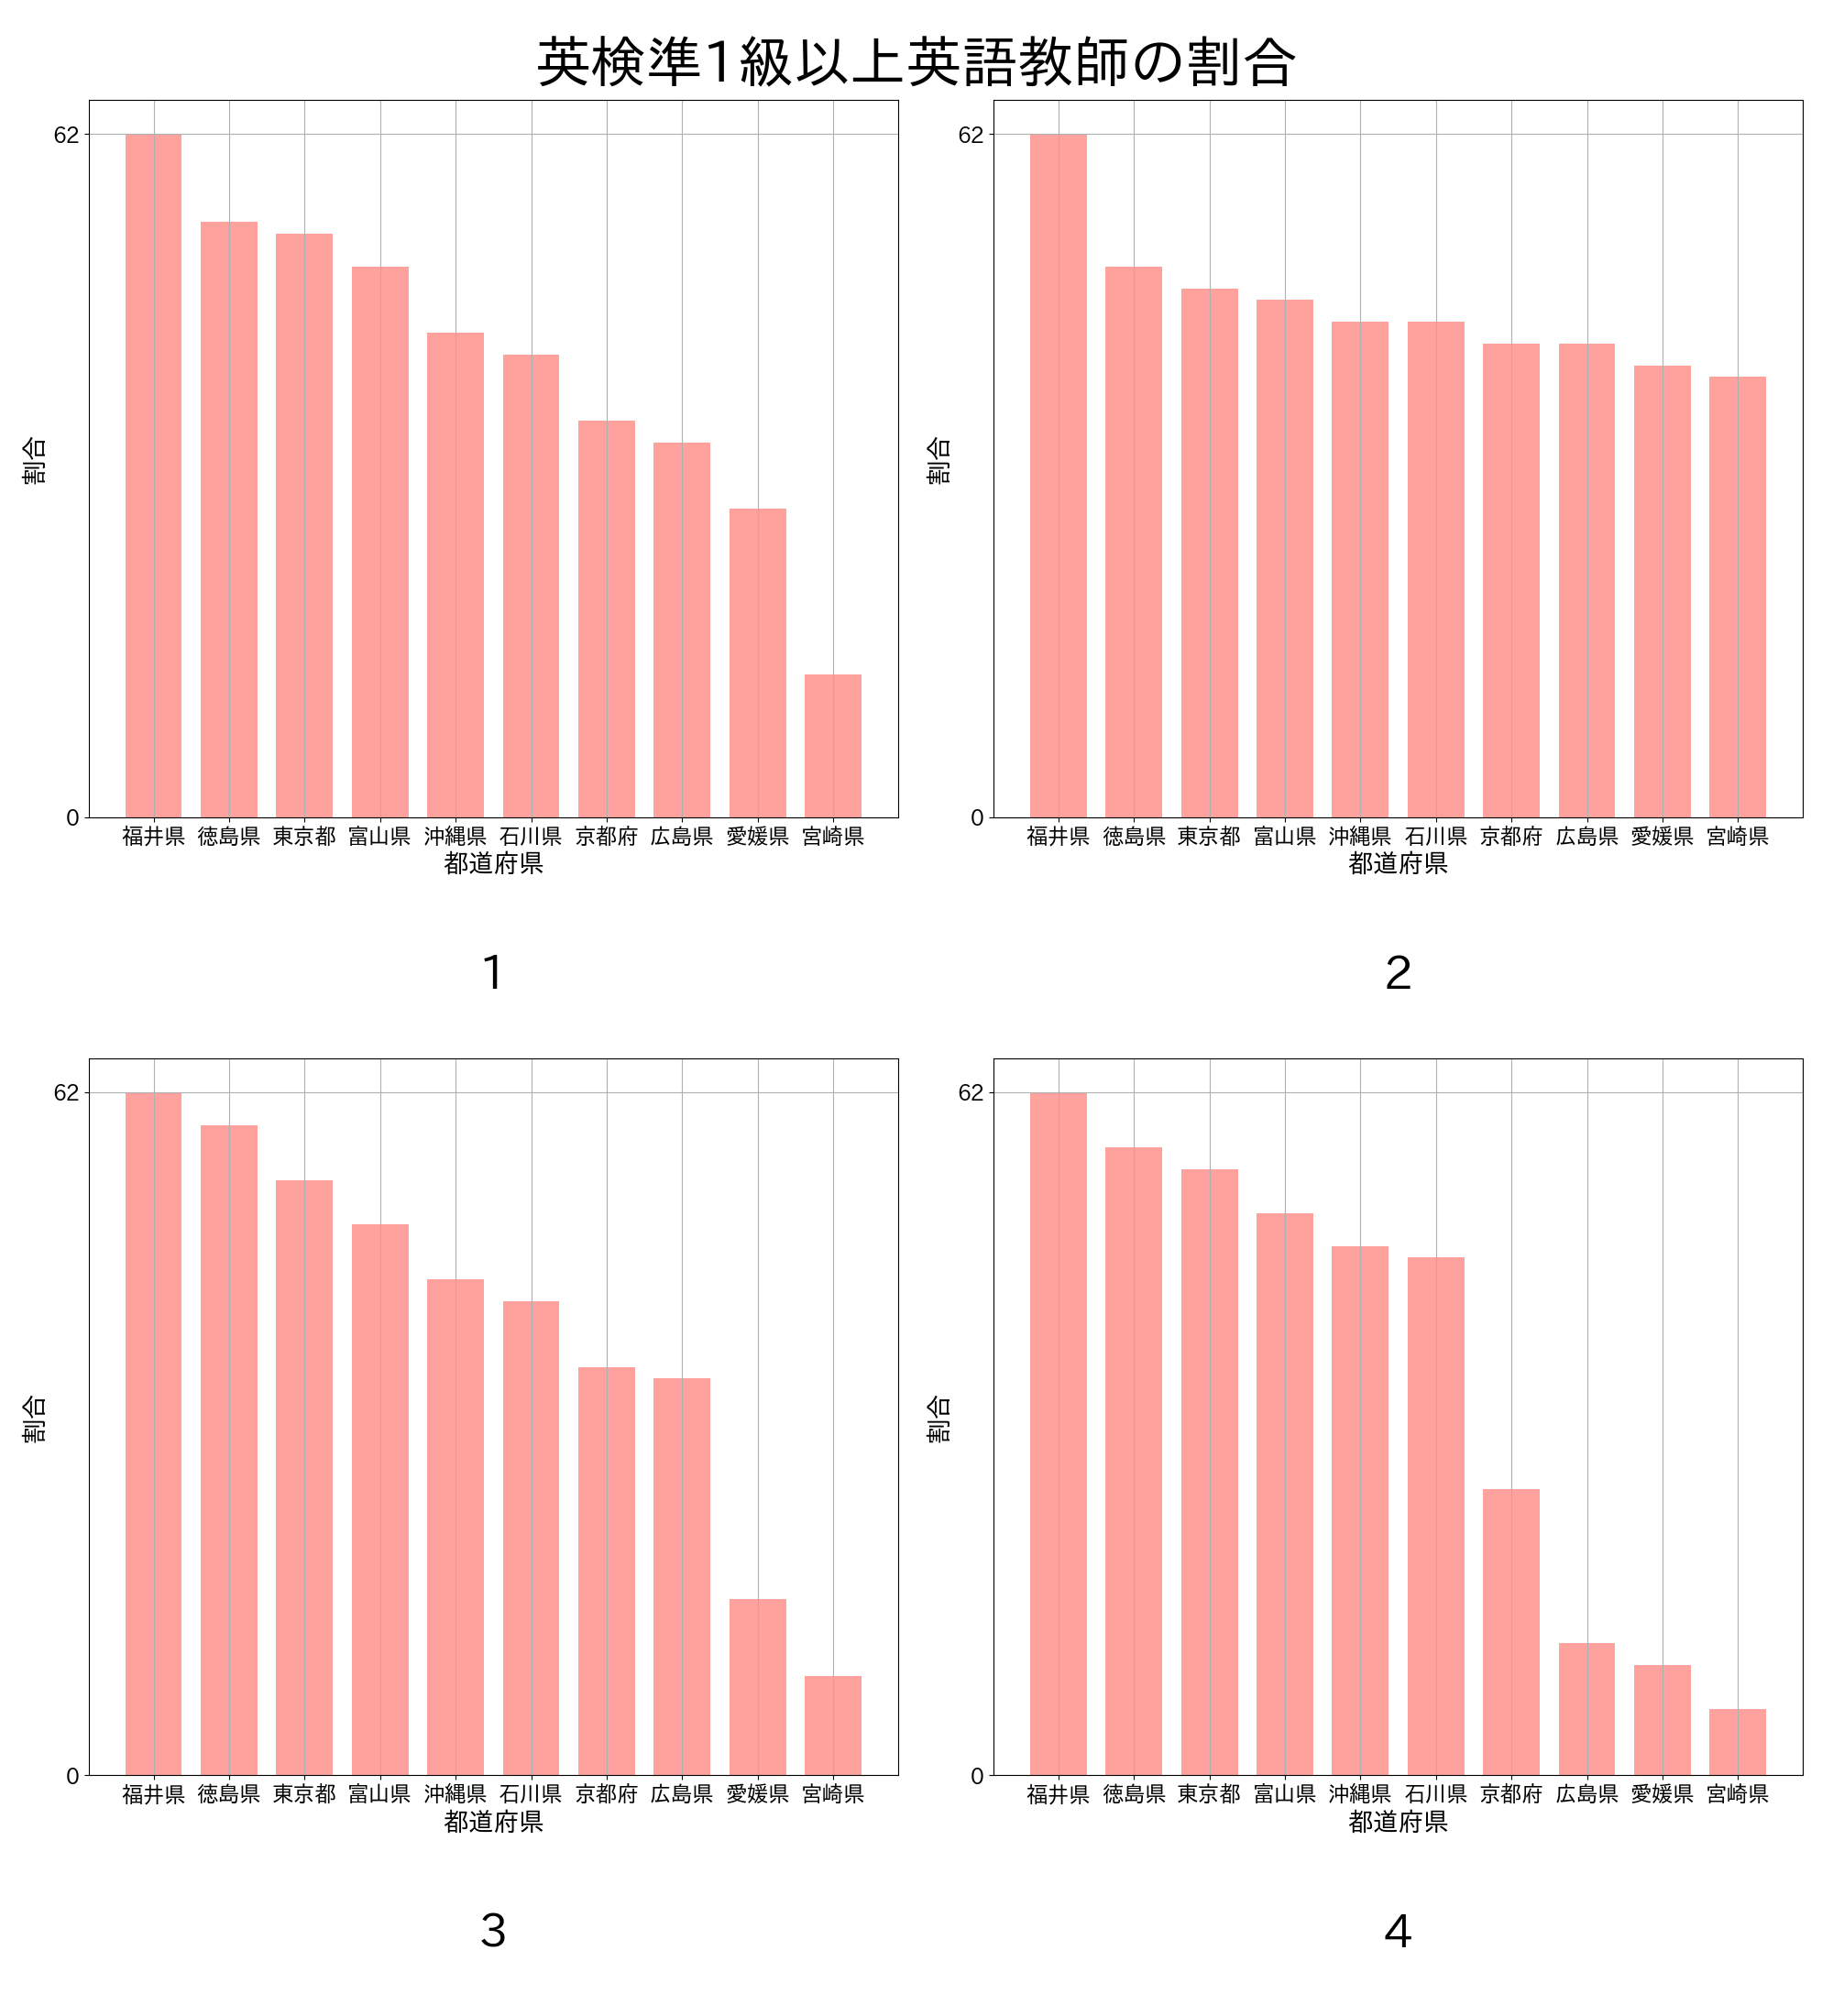 英検準1級以上英語教師の割合
62
0
割合
福井県 徳島県 東京都 富山県 沖縄県 石川県 京都府 広島県 愛媛県 宮崎県
都道府県
1
62
0
割合
福井県 徳島県 東京都 富山県 沖縄県 石川県 京都府 広島県 愛媛県 宮崎県
都道府県
2
62
0
割合
福井県 徳島県 東京都 富山県 沖縄県 石川県 京都府 広島県 愛媛県 宮崎県
都道府県
3
62
0
割合
福井県 徳島県 東京都 富山県 沖縄県 石川県 京都府 広島県 愛媛県 宮崎県
都道府県
4